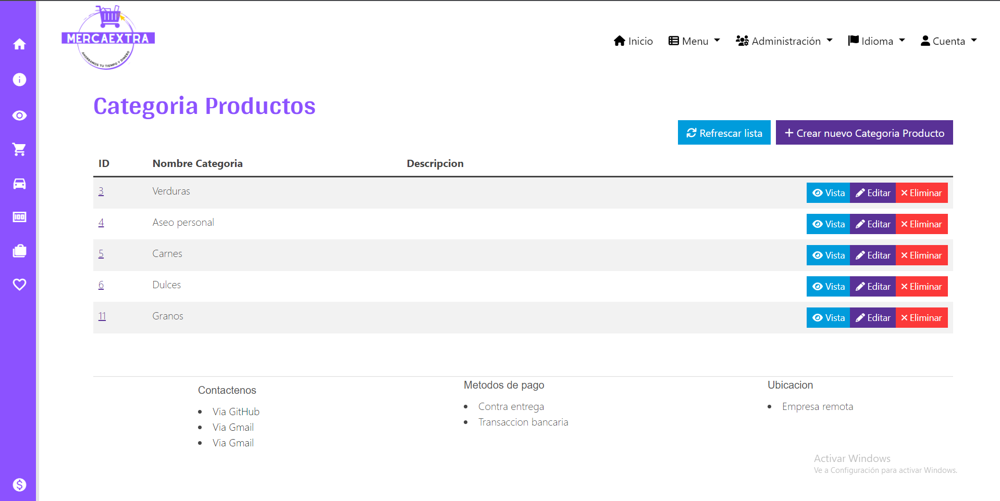 MERCAEXTRA
AHORRAMOS TU TIEMPO Y DINERO
Inicio
Menu
Administración
Idioma
Cuenta
Categoria Productos
Refrescar lista
+ Crear nuevo Categoria Producto
ID Nombre Categoria Descripcion
3 Verduras Vista Editar Eliminar
4 Aseo personal Vista Editar Eliminar
5 Carnes Vista Editar Eliminar
6 Dulces Vista Editar Eliminar
11 Granos Vista Editar Eliminar
100
Contactenos
• Via GitHub
• Via Gmail
• Via Gmail
Metodos de pago
• Contra entrega
• Transaccion bancaria
Ubicacion
• Empresa remota
Activar Windows
Ve a Configuración para activar Windows.
$